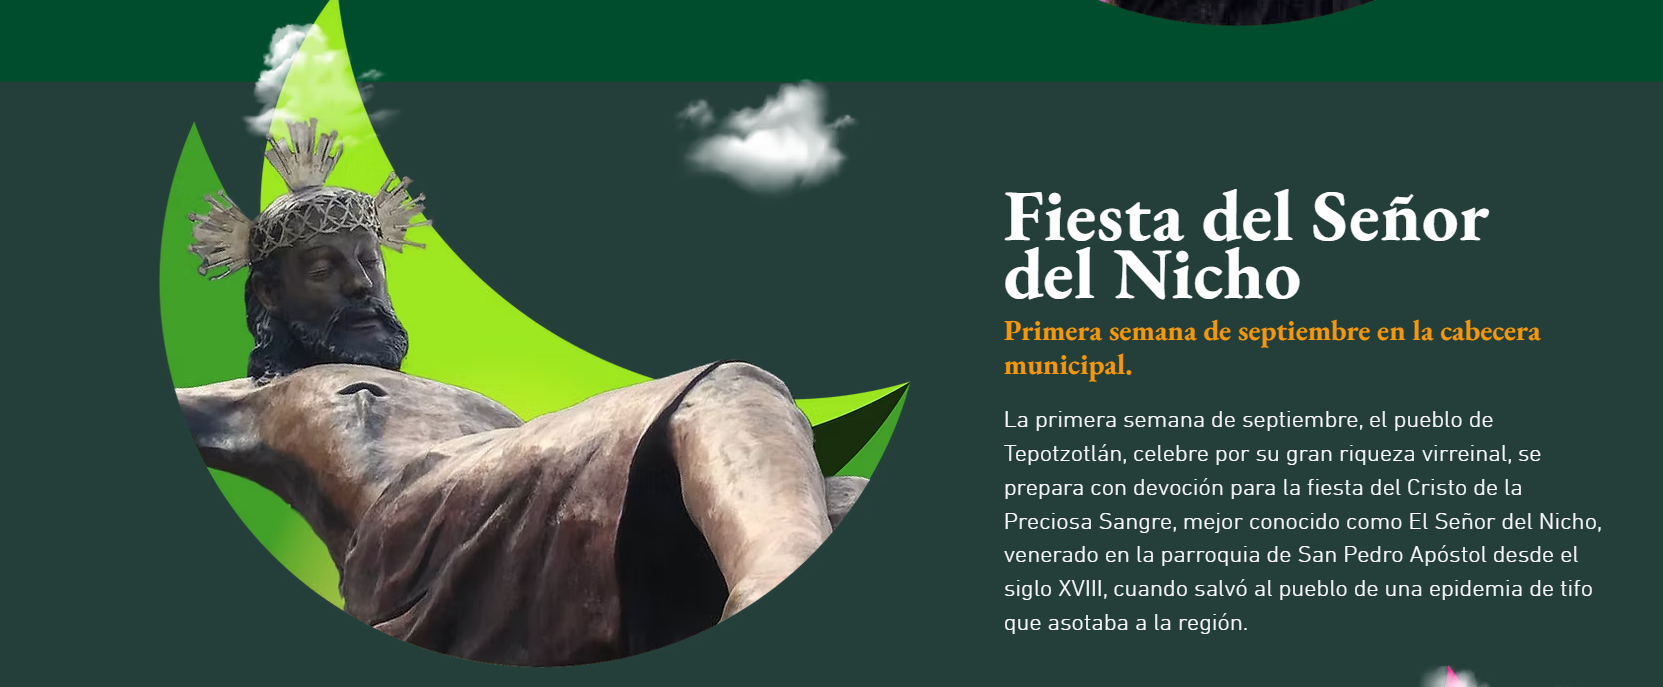 Fiesta del Señor
del Nicho
Primera semana de septiembre en la cabecera
municipal.
La primera semana de septiembre, el pueblo de
Tepotzotlán, celebre por su gran riqueza virreinal, se
prepara con devoción para la fiesta del Cristo de la
Preciosa Sangre, mejor conocido como El Señor del Nicho,
venerado en la parroquia de San Pedro Apóstol desde el
siglo XVIII, cuando salvó al pueblo de una epidemia de tifo
que asotaba a la región.